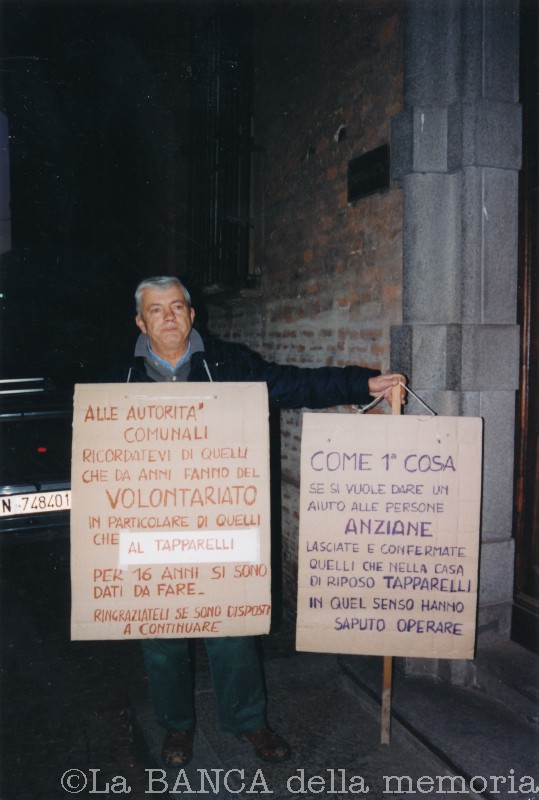 ALLE AUTORITA'
COMUNALI
RICORDATEVI DI QUELLI
CHE DA ANNI FANNO DEL
VOLONTARIATO
IN PARTICOLARE DI QUELLI
CHE AL TAPPARELLI
PER 16 ANNI SI SONO
DATI DA FARE_
RINGRAZIATELI SE SONO DISPOSTI
A CONTINUARE
COME 1ª COSA
SE SI VUOLE DARE UN
AIUTO ALLE PERSONE
ANZIANE
LASCIATE E CONFERMATE
QUELLI CHE NELLA CASA
DI RIPOSO TAPPARELLI
IN QUEL SENSO HANNO
SAPUTO OPERARE
N 748401
©La BANCA della memoria